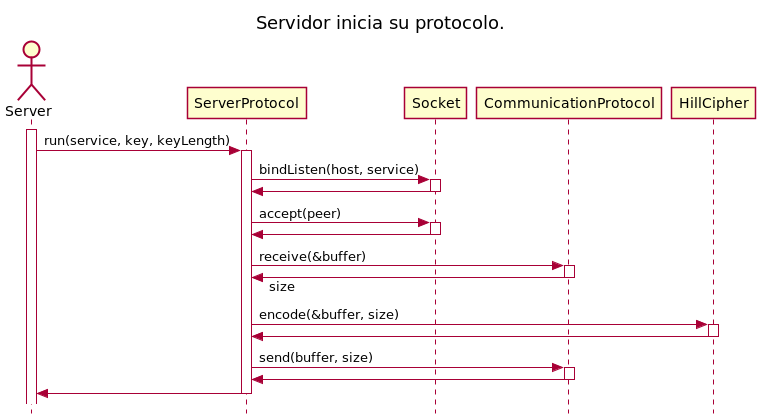 Servidor inicia su protocolo.
Server
ServerProtocol
Socket
CommunicationProtocol
HillCipher
run(service, key, keyLength)
bindListen(host, service)
accept(peer)
receive(&buffer)
size
encode(&buffer, size)
send(buffer, size)